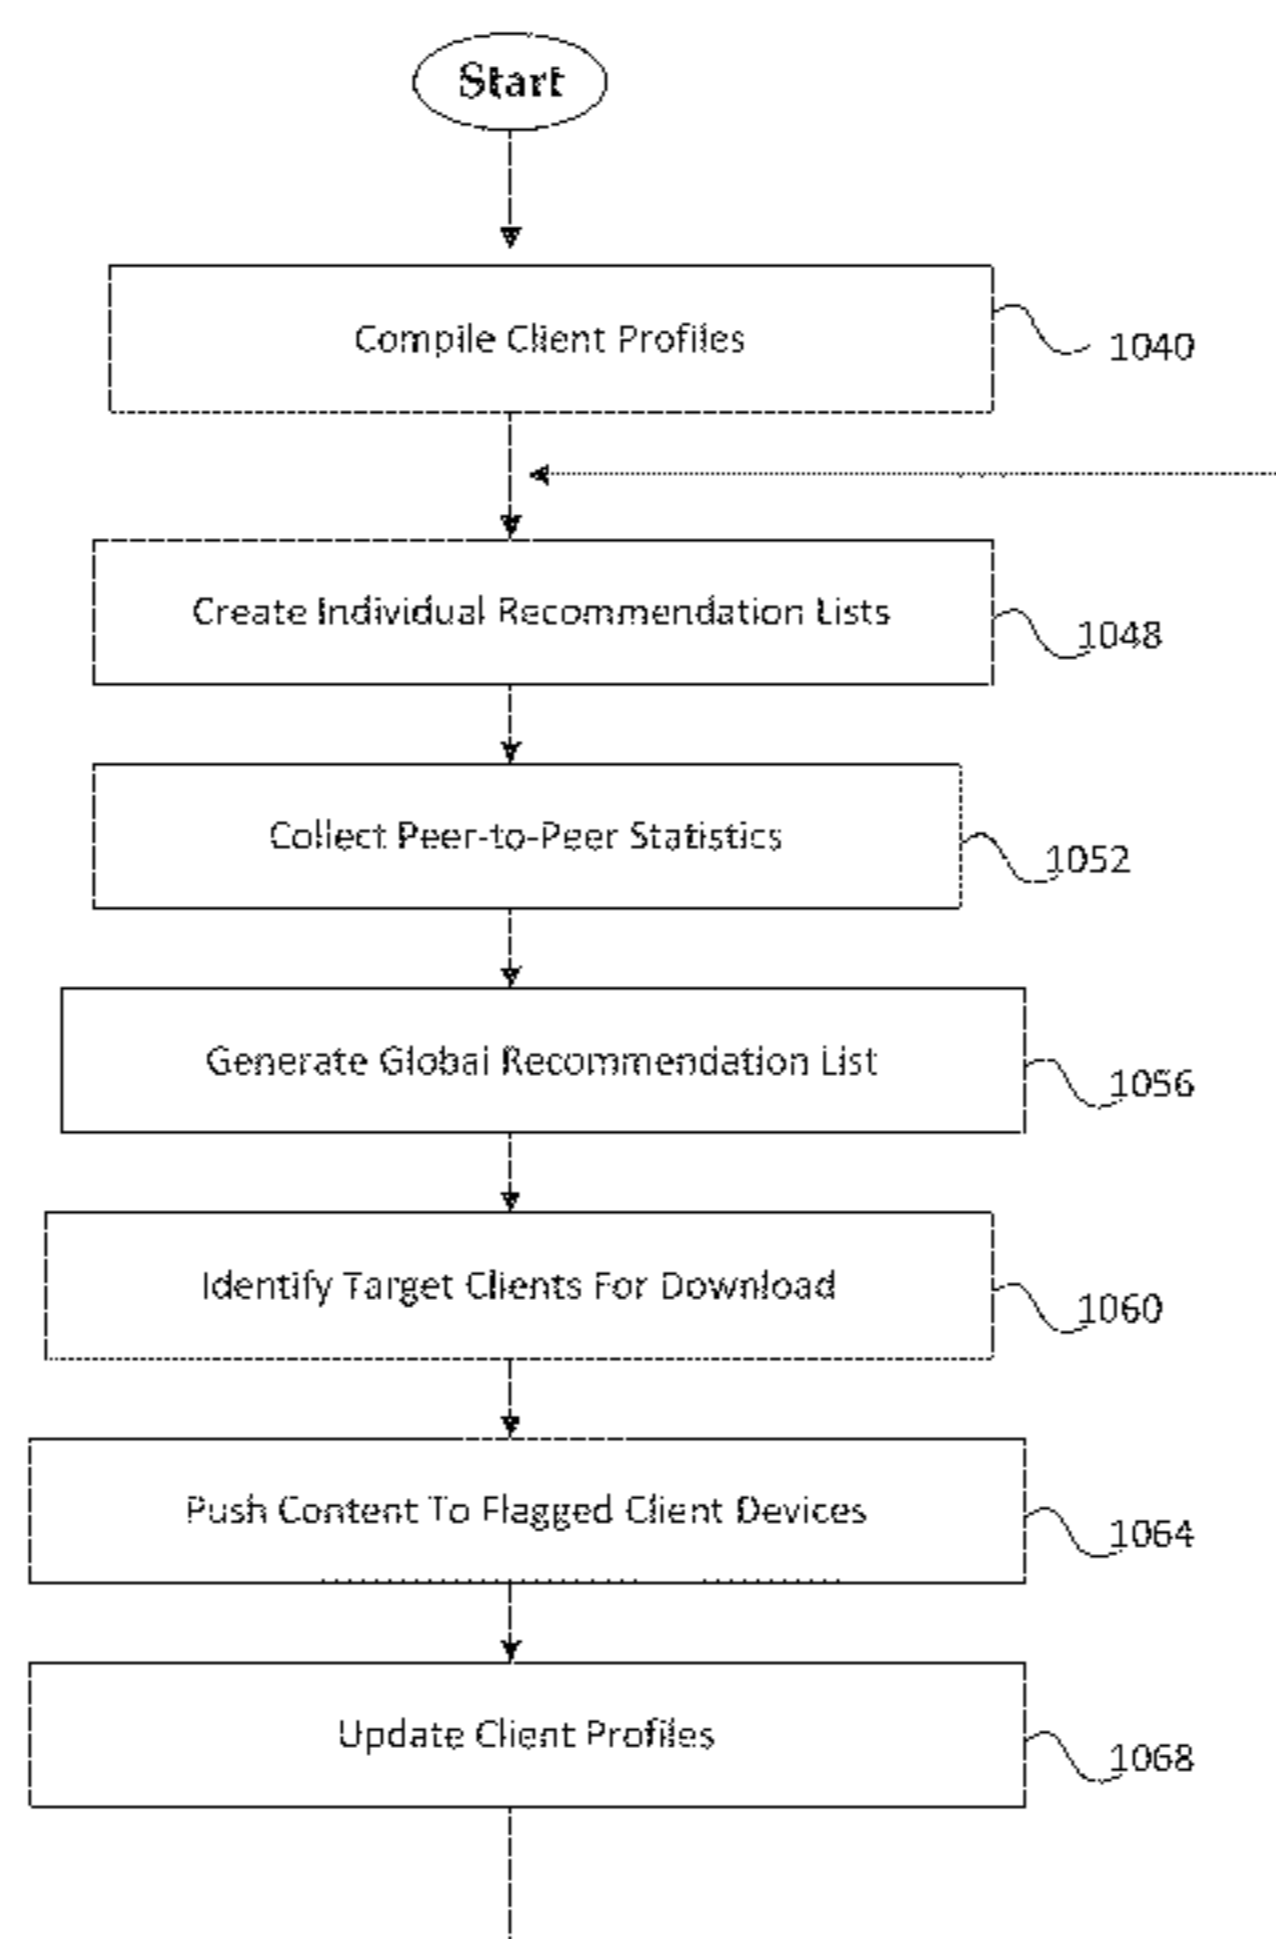 Start
Compile Client Profiles
1040
Create Individual Recommendation Lists
1048
Collect Peer-to-Peer Statistics
1052
Generate Global Recommendation List
1056
Identify Target Clients For Download
1060
Push Content To Flagged Client Devices
1064
Update Client Profiles
1068